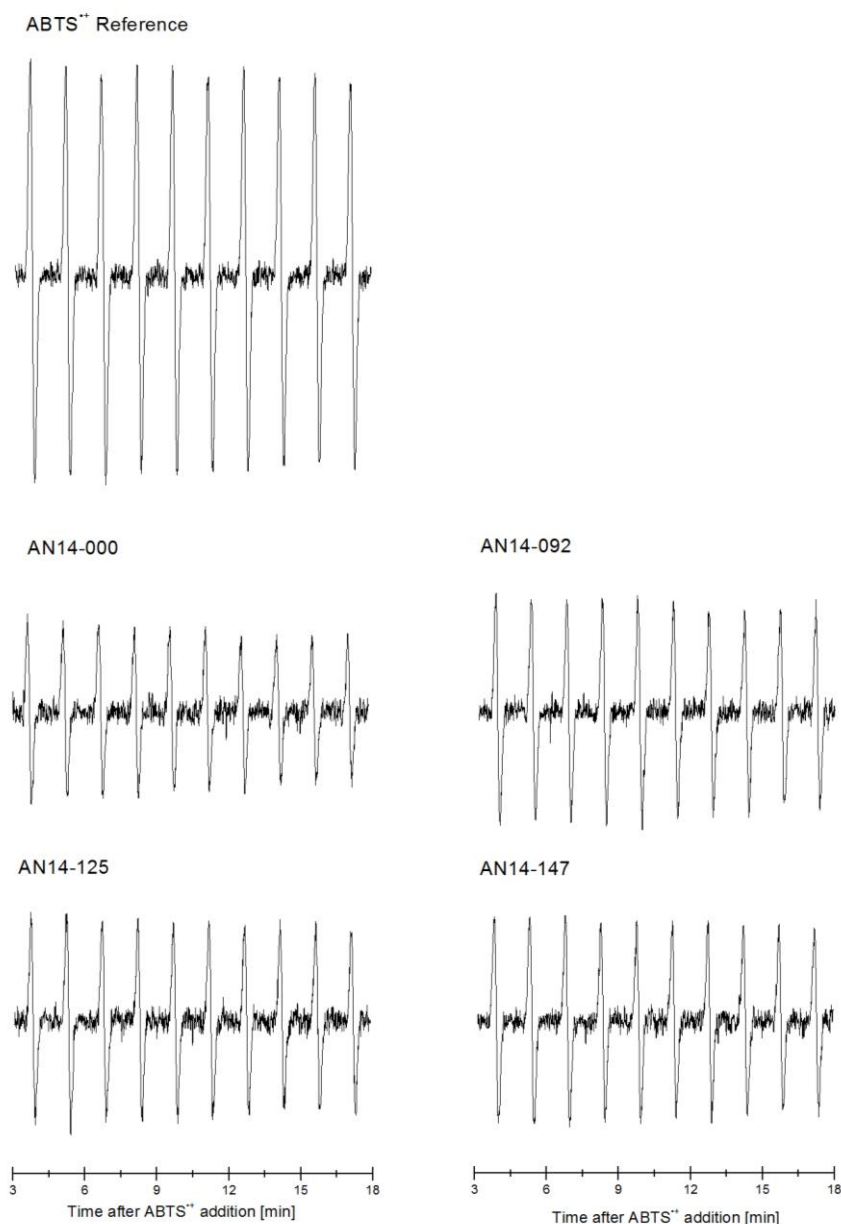 ABTS•+ Reference
AN14-000
AN14-092
AN14-125
AN14-147
3 6 9 12 15 18
Time after ABTS•+ addition [min]
3 6 9 12 15 18
Time after ABTS•+ addition [min]